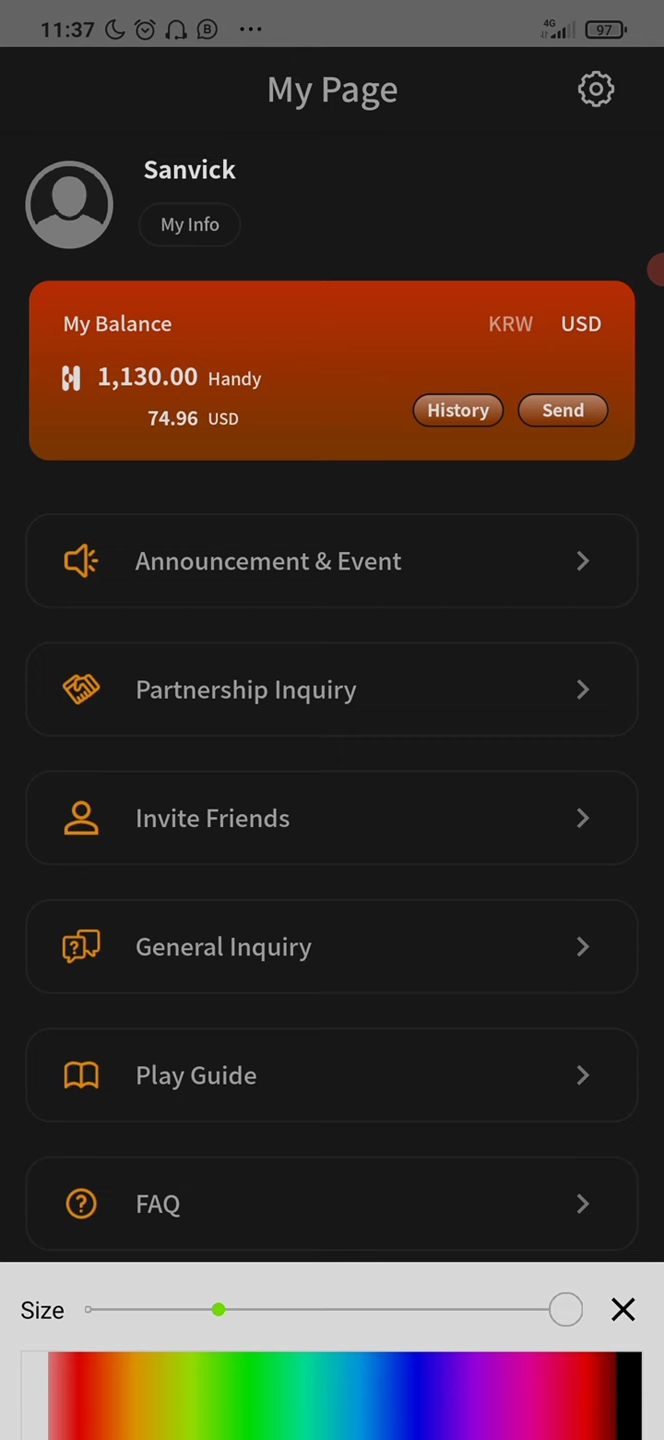 11:37 B ... 4G 97
My Page
Sanvick
My Info
My Balance KRW USD
1,130.00 Handy
74.96 USD
History Send
Announcement & Event
Partnership Inquiry
Invite Friends
General Inquiry
Play Guide
FAQ
Size